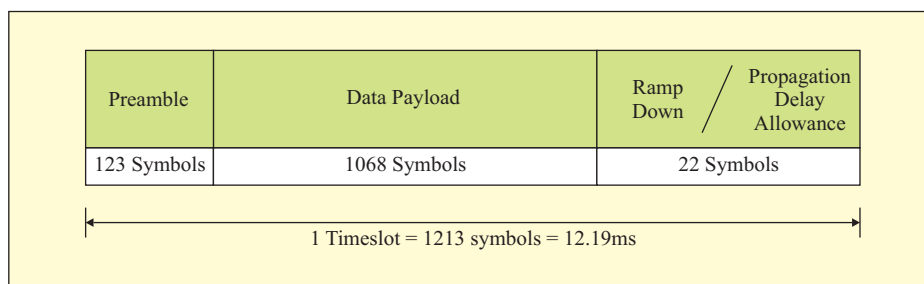 Preamble
Data Payload
Ramp
Down
Propagation
Delay
Allowance
123 Symbols
1068 Symbols
22 Symbols
1 Timeslot = 1213 symbols = 12.19ms